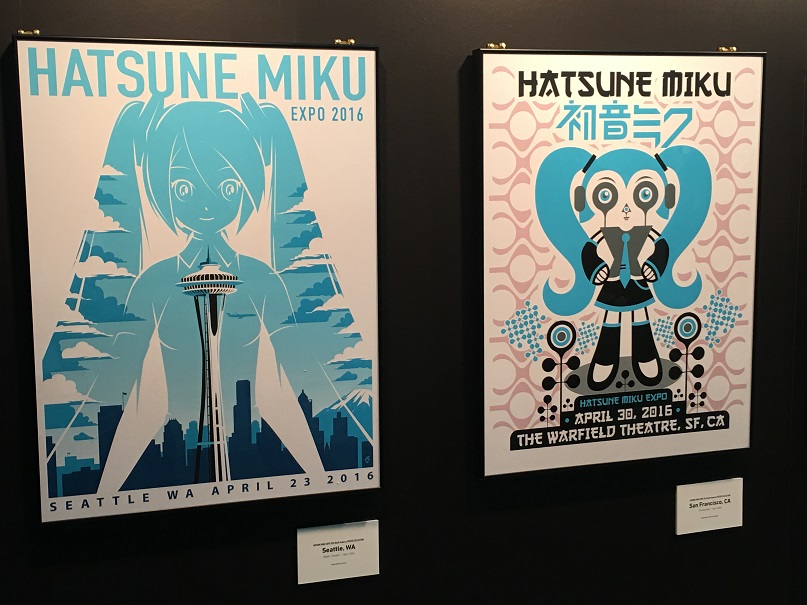 HATSUNE MIKU
EXPO 2016
SEATTLE WA APRIL 23 2016
Seattle, WA
HATSUNE MIKU
初音ミク
HATSUNE MIKU EXPO
APRIL 30, 2016
THE WARFIELD THEATRE, SF, CA
San Francisco, CA